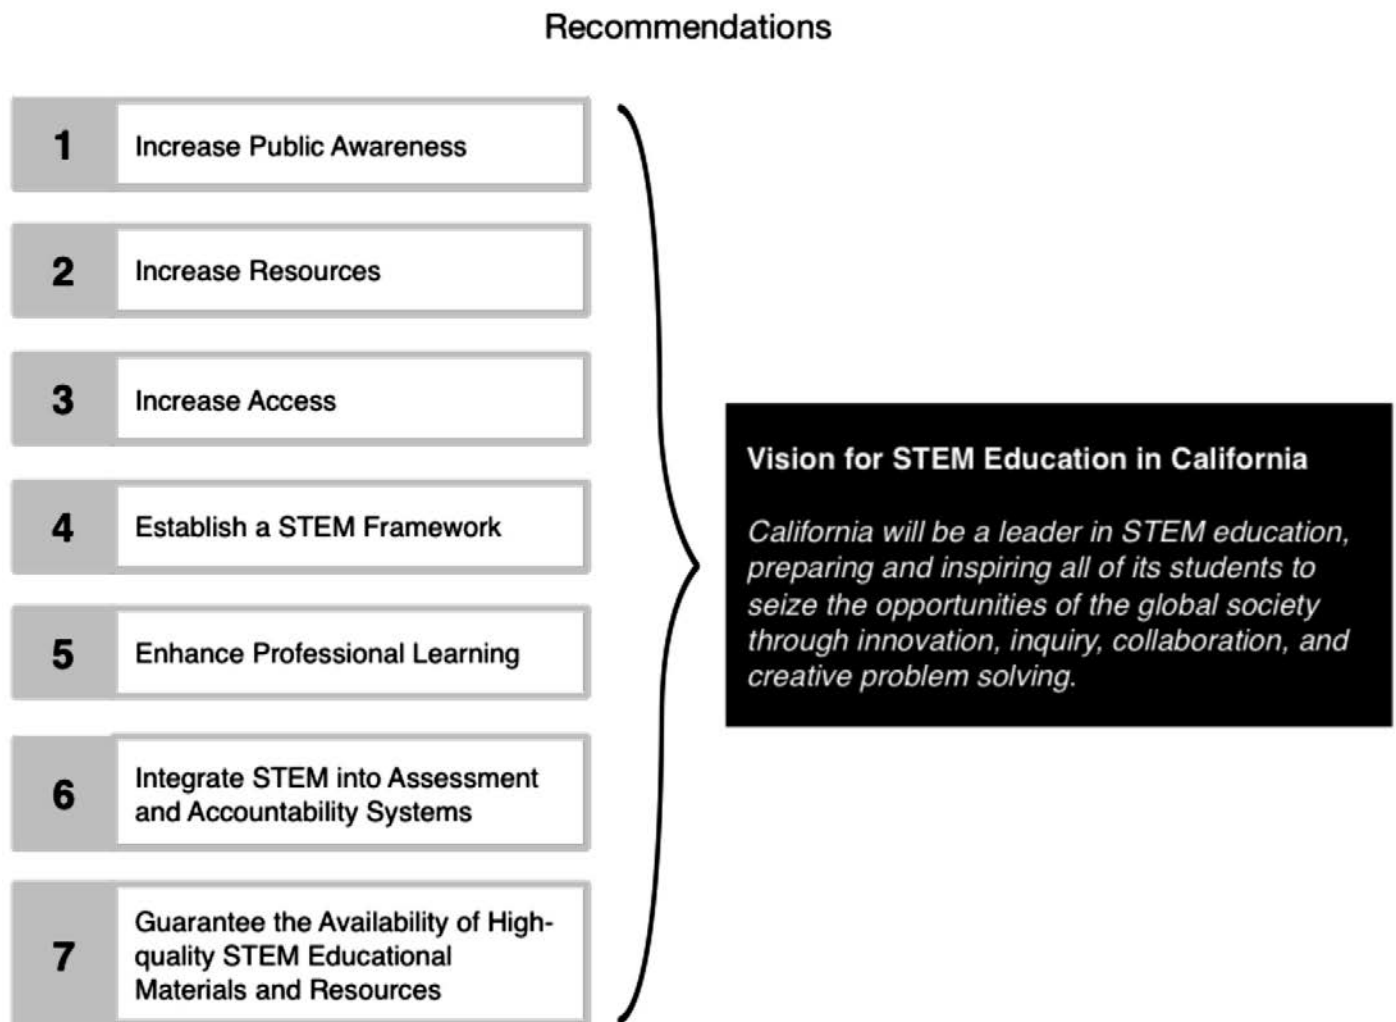 Recommendations
1
Increase Public Awareness
2
Increase Resources
3
Increase Access
4
Establish a STEM Framework
5
Enhance Professional Learning
6
Integrate STEM into Assessment
and Accountability Systems
7
Guarantee the Availability of High-
quality STEM Educational
Materials and Resources
Vision for STEM Education in California
California will be a leader in STEM education,
preparing and inspiring all of its students to
seize the opportunities of the global society
through innovation, inquiry, collaboration, and
creative problem solving.